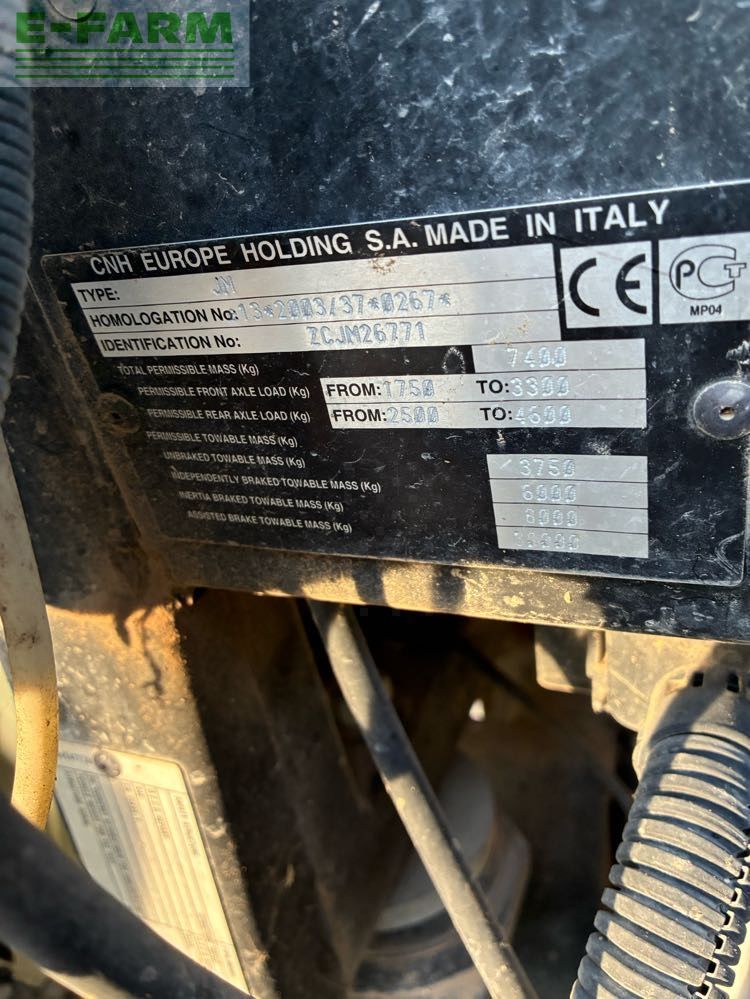 E-FARM
CNH EUROPE HOLDING S.A. MADE IN ITALY
TYPE: JM
HOMOLOGATION No: 13*2003/37*0267*
IDENTIFICATION No: ZCJM26771
TOTAL PERMISSIBLE MASS (Kg) 7400
PERMISSIBLE FRONT AXLE LOAD (Kg) FROM: 1750 TO: 3300
PERMISSIBLE REAR AXLE LOAD (Kg) FROM: 2500 TO: 4600
PERMISSIBLE TOWABLE MASS (Kg)
UNBRAKED TOWABLE MASS (Kg) 3750
INDEPENDENTLY BRAKED TOWABLE MASS (Kg) 6000
INERTIA BRAKED TOWABLE MASS (Kg) 8000
ASSISTED BRAKE TOWABLE MASS (Kg)
CE
РСТ
MP04